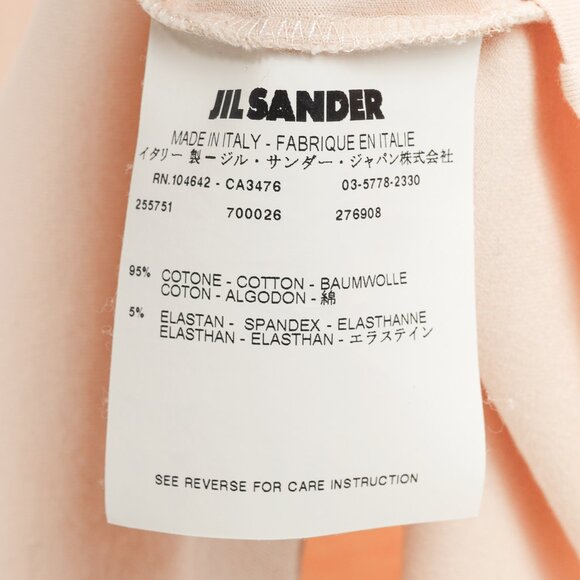 JIL SANDER
MADE IN ITALY - FABRIQUE EN ITALIE
イタリー 製 － ジル・サンダー・ジャパン株式会社
RN.104642 - CA3476 03-5778-2330
255751 700026 276908
95% COTONE - COTTON - BAUMWOLLE
COTON - ALGODON - 綿
5% ELASTAN - SPANDEX - ELASTHANNE
ELASTHAN - ELASTHAN - エラステイン
SEE REVERSE FOR CARE INSTRUCTION